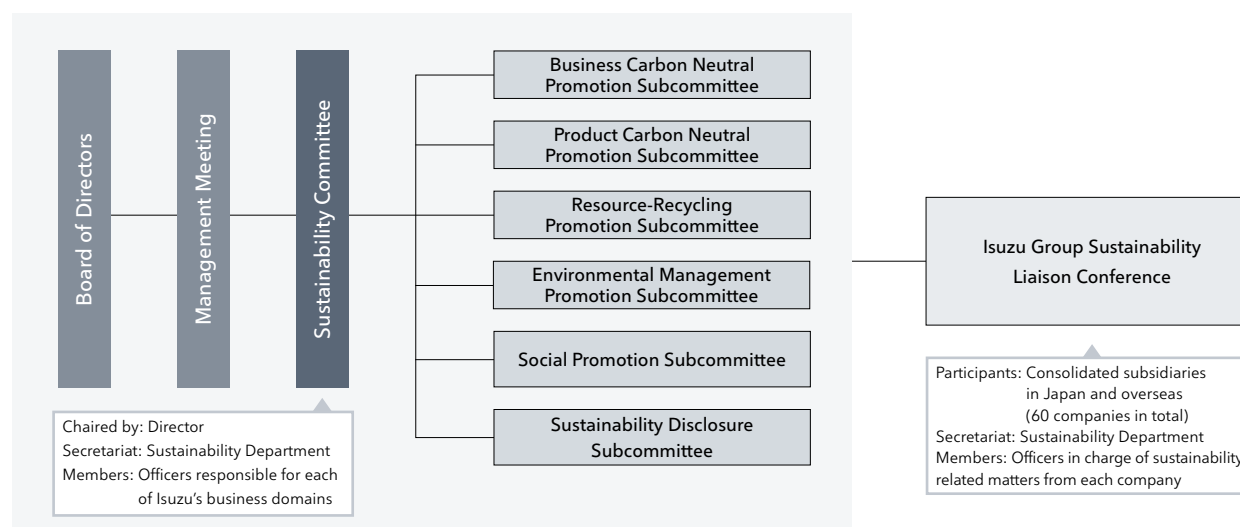 Board of Directors
Management Meeting
Sustainability Committee
Business Carbon Neutral
Promotion Subcommittee
Product Carbon Neutral
Promotion Subcommittee
Resource-Recycling
Promotion Subcommittee
Environmental Management
Promotion Subcommittee
Social Promotion Subcommittee
Sustainability Disclosure
Subcommittee
Chaired by: Director
Secretariat: Sustainability Department
Members: Officers responsible for each
of Isuzu’s business domains
Isuzu Group Sustainability
Liaison Conference
Participants: Consolidated subsidiaries
in Japan and overseas
(60 companies in total)
Secretariat: Sustainability Department
Members: Officers in charge of sustainability
related matters from each company